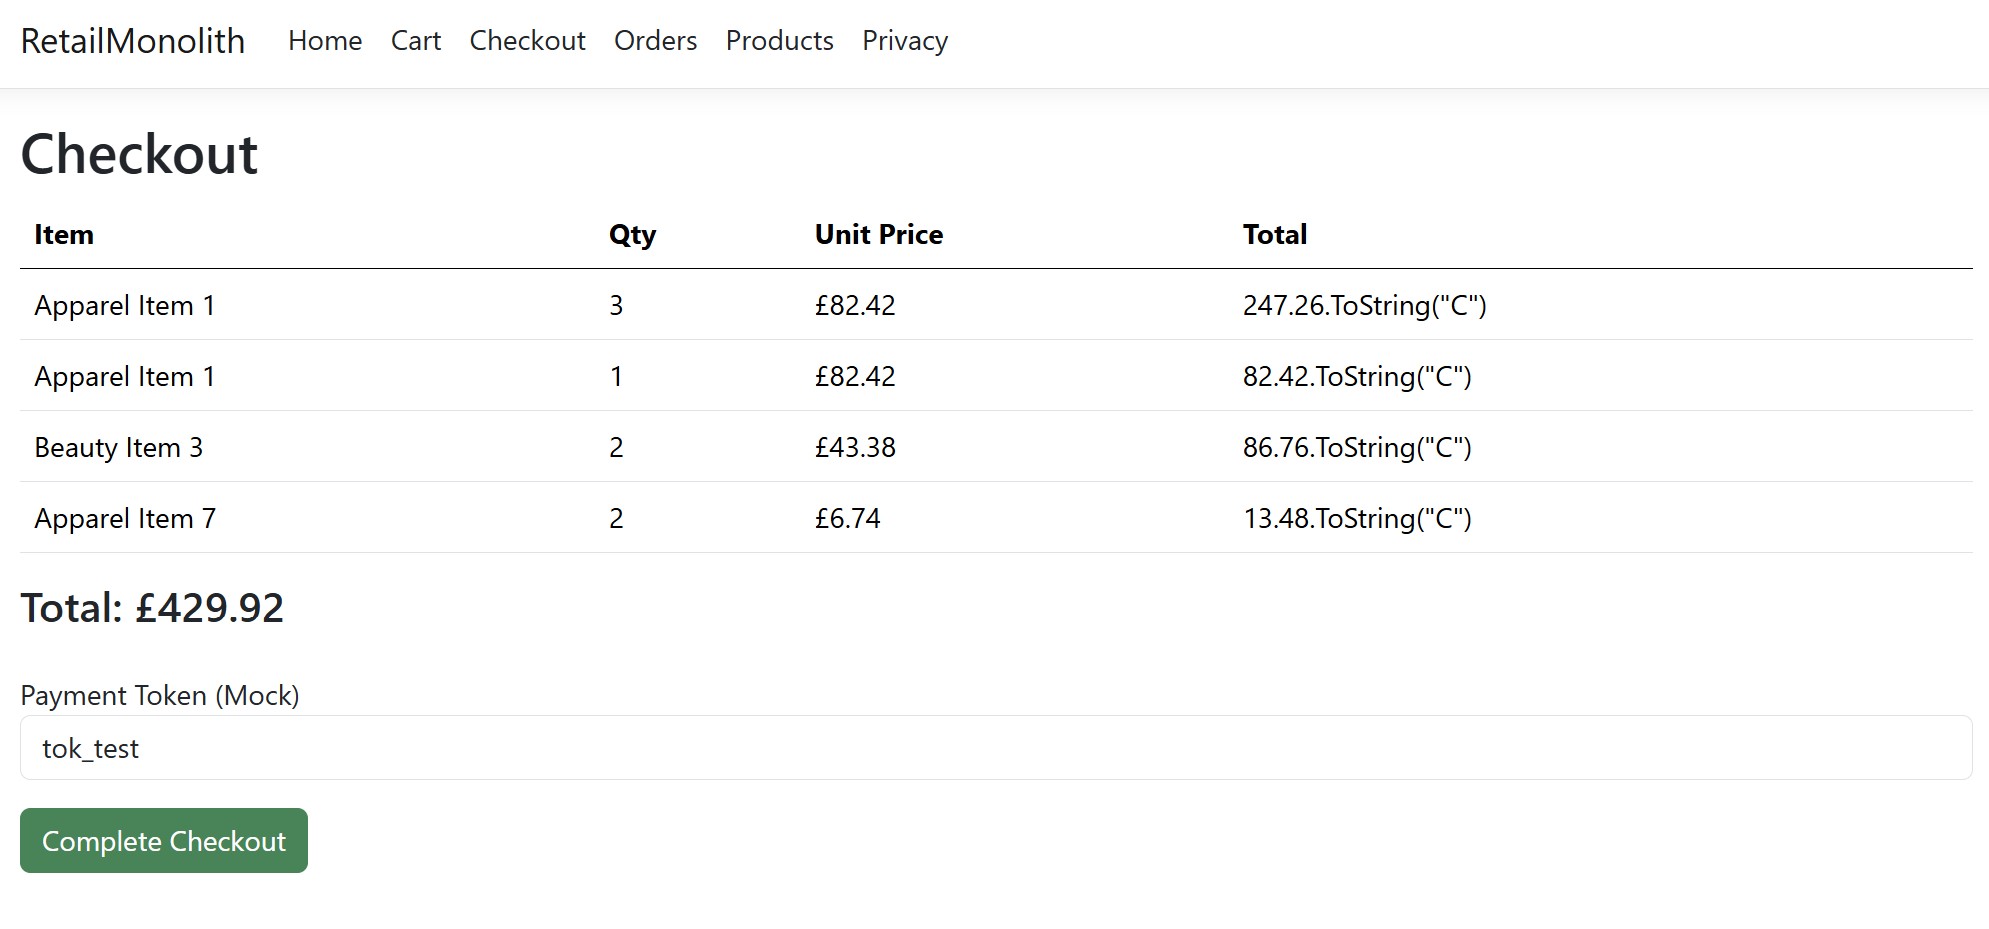 RetailMonolith Home Cart Checkout Orders Products Privacy
Checkout
Item Qty Unit Price Total
Apparel Item 1 3 £82.42 247.26.ToString("C")
Apparel Item 1 1 £82.42 82.42.ToString("C")
Beauty Item 3 2 £43.38 86.76.ToString("C")
Apparel Item 7 2 £6.74 13.48.ToString("C")
Total: £429.92
Payment Token (Mock)
tok_test
Complete Checkout